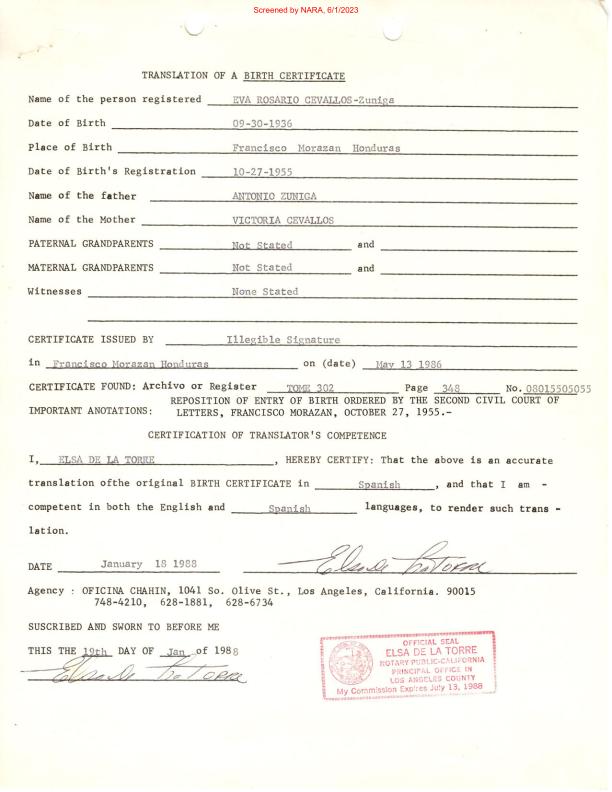 Screened by NARA, 6/1/2023
TRANSLATION OF A BIRTH CERTIFICATE
Name of the person registered EVA ROSARIO CEVALLOS-Zuniga
Date of Birth 09-30-1936
Place of Birth Francisco Morazan Honduras
Date of Birth's Registration 10-27-1955
Name of the father ANTONIO ZUNIGA
Name of the Mother VICTORIA CEVALLOS
PATERNAL GRANDPARENTS Not Stated and
MATERNAL GRANDPARENTS Not Stated and
Witnesses None Stated
CERTIFICATE ISSUED BY Illegible Signature
in Francisco Morazan Honduras on (date) May 13 1986
CERTIFICATE FOUND: Archivo or Register TOME 302 Page 348 No. 08015505055
REPOSITION OF ENTRY OF BIRTH ORDERED BY THE SECOND CIVIL COURT OF
IMPORTANT ANOTATIONS: LETTERS, FRANCISCO MORAZAN, OCTOBER 27, 1955.-
CERTIFICATION OF TRANSLATOR'S COMPETENCE
I, ELSA DE LA TORRE, HEREBY CERTIFY: That the above is an accurate
translation ofthe original BIRTH CERTIFICATE in Spanish, and that I am -
competent in both the English and Spanish languages, to render such trans -
lation.
DATE January 18 1988 Elsa de la Torre
Agency : OFICINA CHAHIN, 1041 So. Olive St., Los Angeles, California. 90015
748-4210, 628-1881, 628-6734
SUSCRIBED AND SWORN TO BEFORE ME
THIS THE 19th DAY OF Jan of 1988
Elsa de la Torre
OFFICIAL SEAL
ELSA DE LA TORRE
NOTARY PUBLIC-CALIFORNIA
PRINCIPAL OFFICE IN
LOS ANGELES COUNTY
My Commission Expires July 13, 1988